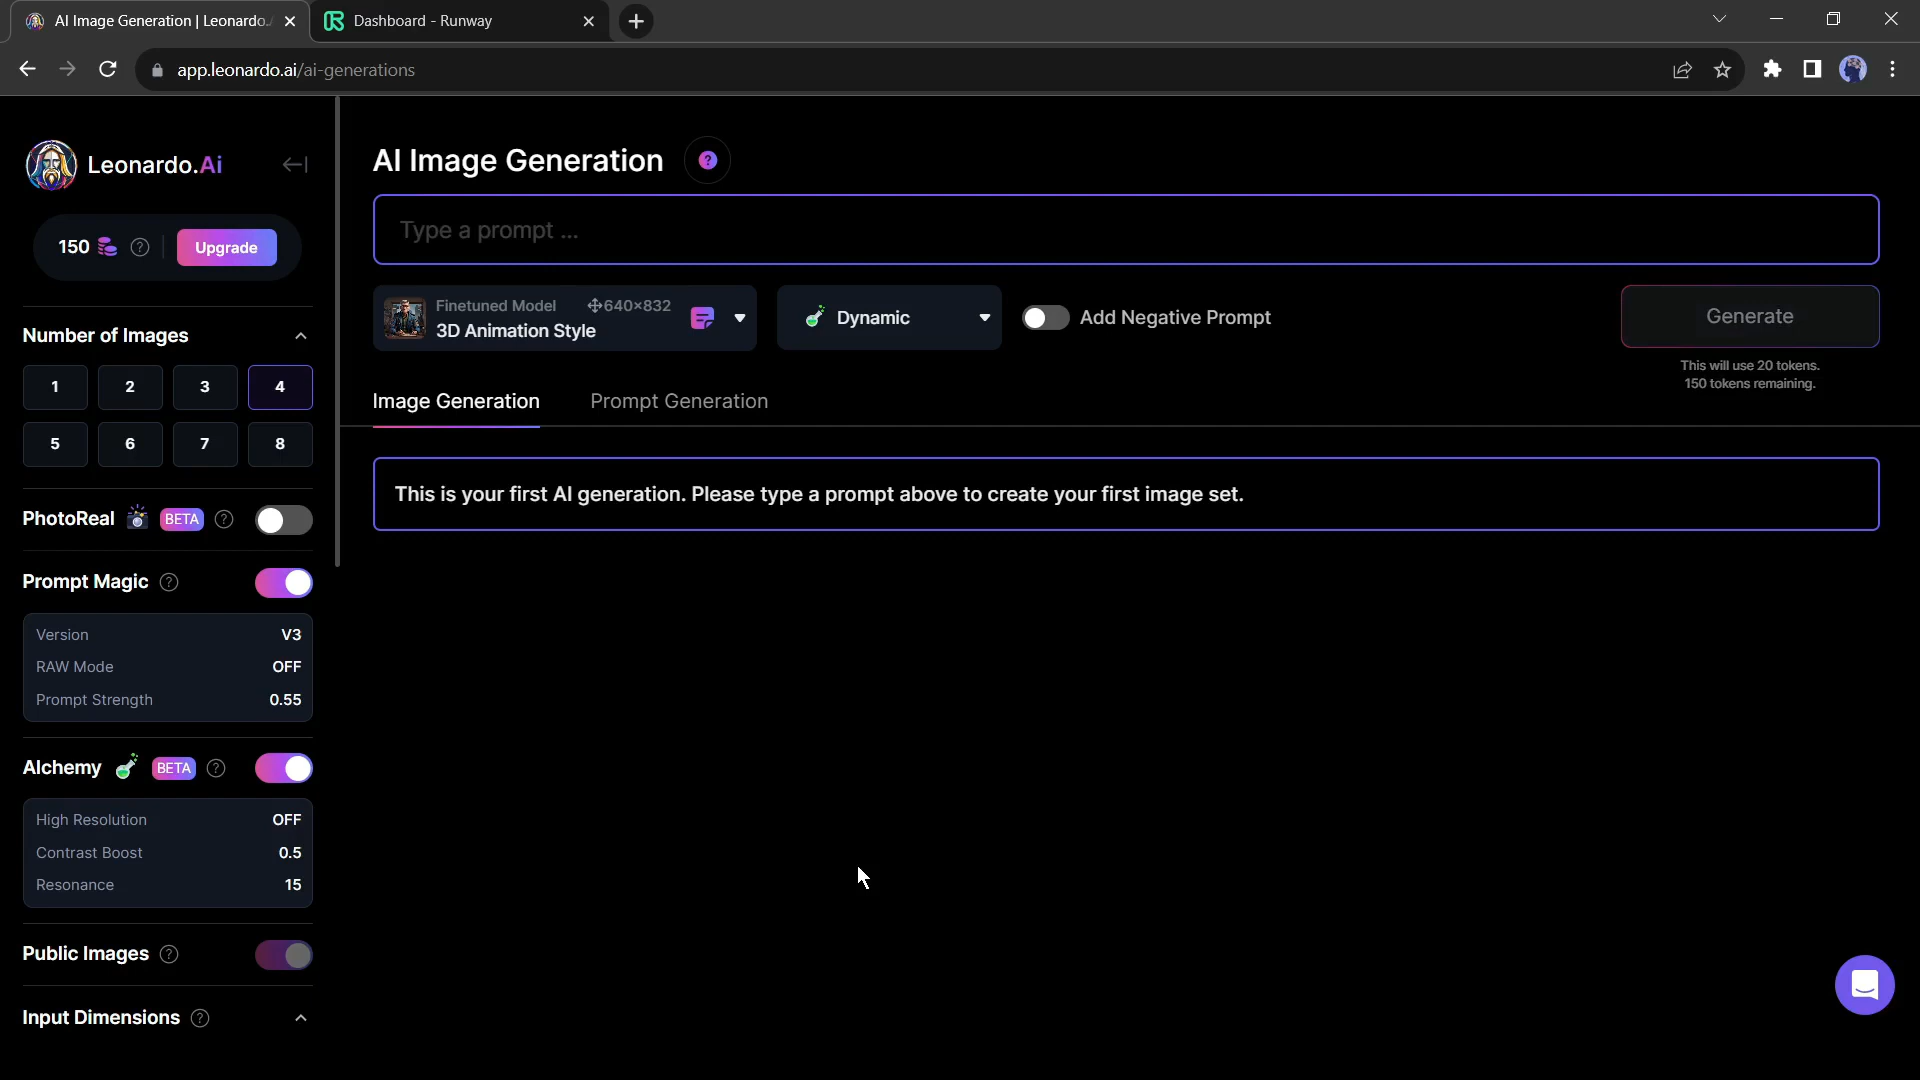 AI Image Generation | Leonardo.
Dashboard - Runway
app.leonardo.ai/ai-generations
Leonardo.Ai
150
Upgrade
Number of Images
1 2 3 4
5 6 7 8
PhotoReal BETA
Prompt Magic
Version V3
RAW Mode OFF
Prompt Strength 0.55
Alchemy BETA
High Resolution OFF
Contrast Boost 0.5
Resonance 15
Public Images
Input Dimensions
AI Image Generation
Type a prompt ...
Finetuned Model 640×832
3D Animation Style
Dynamic
Add Negative Prompt
Generate
This will use 20 tokens.
150 tokens remaining.
Image Generation
Prompt Generation
This is your first AI generation. Please type a prompt above to create your first image set.